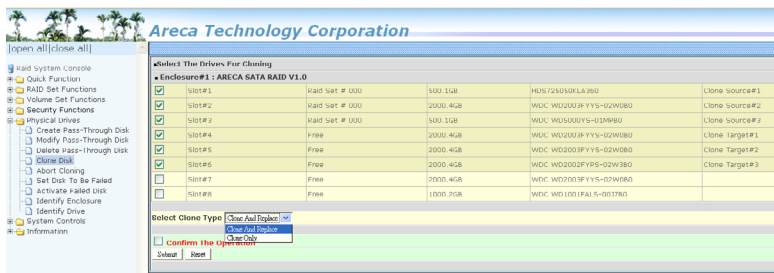 Areca Technology Corporation
|open all|close all|
Raid System Console
Quick Function
RAID Set Functions
Volume Set Functions
Security Functions
Physical Drives
Create Pass-Through Disk
Modify Pass-Through Disk
Delete Pass-Through Disk
Clone Disk
Abort Cloning
Set Disk To Be Failed
Activate Failed Disk
Identify Enclosure
Identify Drive
System Controls
Information
Select The Drives For Cloning
Enclosure#1 : ARECA SATA RAID V1.0
Slot#1 Raid Set # 000 500.1GB HDS725050KLA360 Clone Source#1
Slot#2 Raid Set # 000 2000.4GB WDC WD2003FYYS-02W0B0 Clone Source#2
Slot#3 Raid Set # 000 500.1GB WDC WD5000YS-01MPB0 Clone Source#3
Slot#4 Free 2000.4GB WDC WD2003FYYS-02W0B0 Clone Target#1
Slot#5 Free 2000.4GB WDC WD2003FYYS-02W0B0 Clone Target#2
Slot#6 Free 2000.4GB WDC WD2002FYPS-02W3B0 Clone Target#3
Slot#7 Free 2000.4GB WDC WD2003FYYS-02W0B0
Slot#8 Free 1000.2GB WDC WD1001FALS-00J7B0
Select Clone Type Clone And Replace
Clone And Replace
Clone Only
Confirm The Operation
Submit Reset